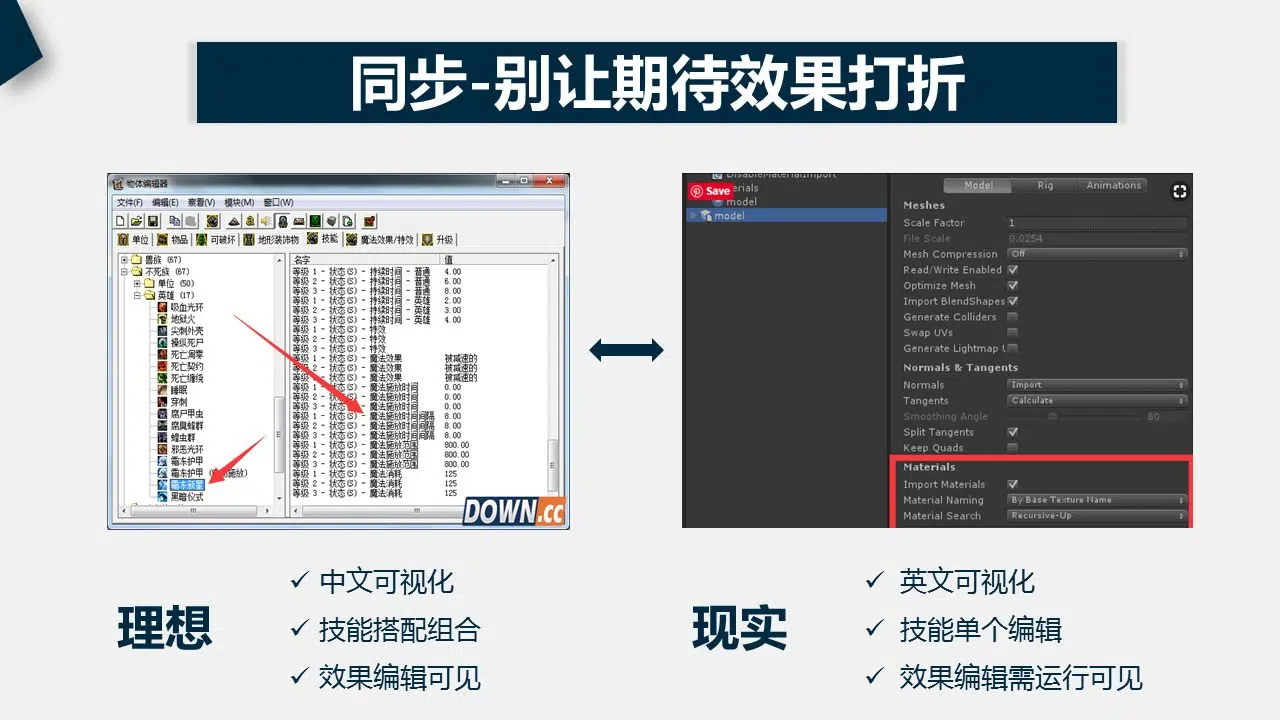 同步-别让期待效果打折
物体编辑器
文件(F) 编辑(E) 察看(V) 模块(M) 窗口(W)
单位 物品 可破坏 地形装饰物 技能 魔法效果/特效 升级
兽族 (67)
不死族 (67)
单位 (50)
英雄 (17)
吸血光环
地狱火
尖刺外壳
操纵死尸
死亡凋零
死亡契约
死亡缠绕
睡眠
穿刺
腐尸甲虫
腐臭蜂群
蝗虫群
邪恶光环
霜冻护甲
霜冻护甲
霜冻新星
黑暗仪式
名字 值
等级 1 - 状态(S) - 持续时间 - 普通 4.00
等级 2 - 状态(S) - 持续时间 - 普通 6.00
等级 3 - 状态(S) - 持续时间 - 普通 8.00
等级 1 - 状态(S) - 持续时间 - 英雄 2.00
等级 2 - 状态(S) - 持续时间 - 英雄 3.00
等级 3 - 状态(S) - 持续时间 - 英雄 4.00
等级 1 - 状态(S) - 特效
等级 2 - 状态(S) - 特效
等级 3 - 状态(S) - 特效
等级 1 - 状态(S) - 魔法效果 被减速的
等级 2 - 状态(S) - 魔法效果 被减速的
等级 3 - 状态(S) - 魔法效果 被减速的
等级 1 - 状态(S) - 魔法施放时间 0.00
等级 2 - 状态(S) - 魔法施放时间 0.00
等级 3 - 状态(S) - 魔法施放时间 0.00
等级 1 - 状态(S) - 魔法施放时间间隔 8.00
等级 2 - 状态(S) - 魔法施放时间间隔 8.00
等级 3 - 状态(S) - 魔法施放时间间隔 8.00
等级 1 - 状态(S) - 魔法施放范围 800.00
等级 2 - 状态(S) - 魔法施放范围 800.00
等级 3 - 状态(S) - 魔法施放范围 800.00
等级 1 - 状态(S) - 魔法消耗 125
等级 2 - 状态(S) - 魔法消耗 125
等级 3 - 状态(S) - 魔法消耗 125
DOWN.cc
DisableMaterialImport
Save
erials
model
model
Model Rig Animations
Meshes
Scale Factor 1
File Scale 0.0254
Mesh Compression Off
Read/Write Enabled
Optimize Mesh
Import BlendShapes
Generate Colliders
Swap UVs
Generate Lightmap U
Normals & Tangents
Normals Import
Tangents Calculate
Smoothing Angle 60
Split Tangents
Keep Quads
Materials
Import Materials
Material Naming By Base Texture Name
Material Search Recursive-Up
理想
✓ 中文可视化
✓ 技能搭配组合
✓ 效果编辑可见
现实
✓ 英文可视化
✓ 技能单个编辑
✓ 效果编辑需运行可见